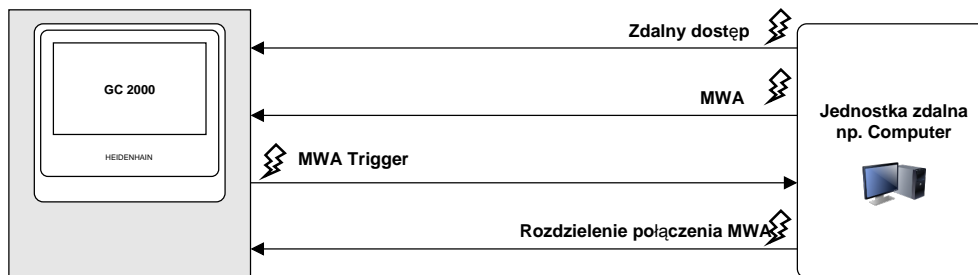 Zdalny dostęp
GC 2000
MWA
Jednostka zdalna
np. Computer
HEIDENHAIN
MWA Trigger
Rozdzielenie połączenia MWA